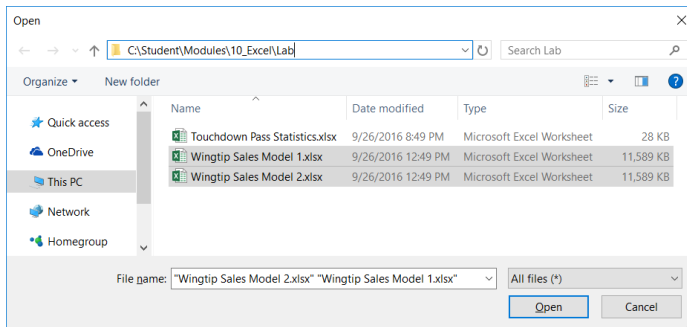 Open
C:\Student\Modules\10_Excel\Lab
Search Lab
Organize
New folder
?
Quick access
OneDrive
This PC
Network
Homegroup
Name Date modified Type Size
Touchdown Pass Statistics.xlsx 9/26/2016 8:49 PM Microsoft Excel Worksheet 28 KB
Wingtip Sales Model 1.xlsx 9/26/2016 12:49 PM Microsoft Excel Worksheet 11,589 KB
Wingtip Sales Model 2.xlsx 9/26/2016 12:49 PM Microsoft Excel Worksheet 11,589 KB
File name: "Wingtip Sales Model 2.xlsx" "Wingtip Sales Model 1.xlsx"
All files (*)
Open
Cancel